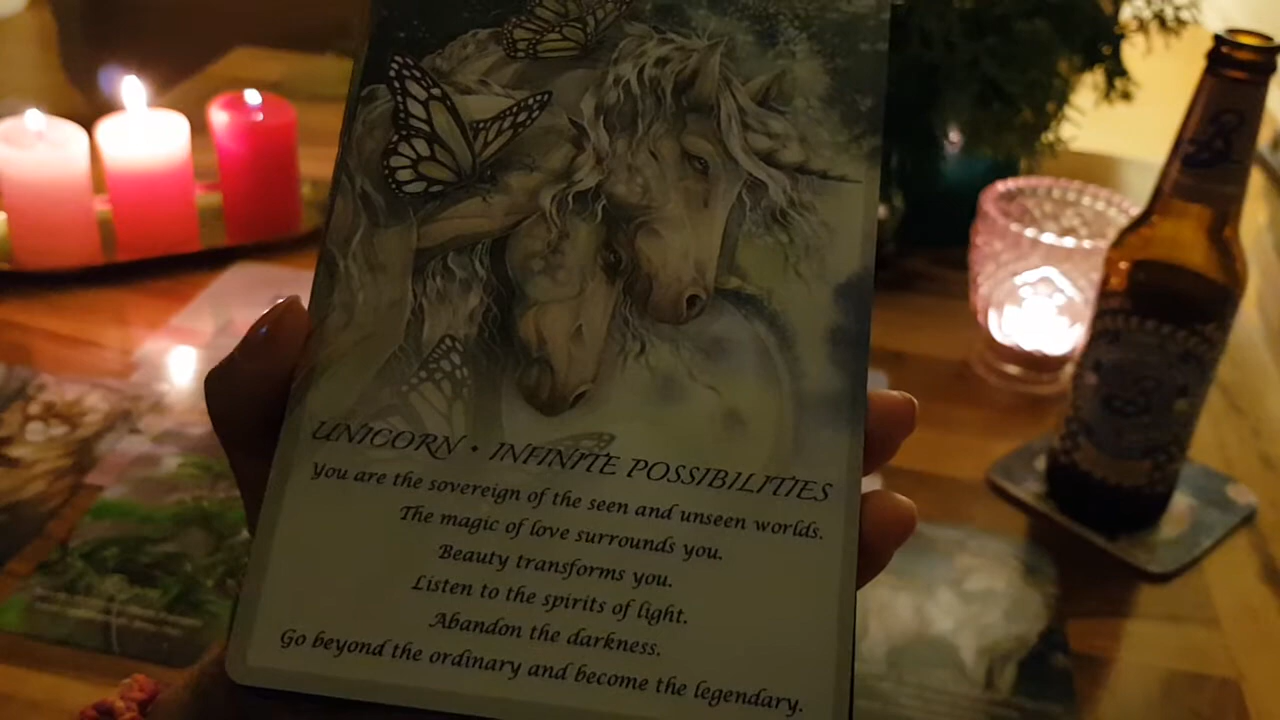 UNICORN • INFINITE POSSIBILITIES
You are the sovereign of the seen and unseen worlds.
The magic of love surrounds you.
Beauty transforms you.
Listen to the spirits of light.
Abandon the darkness.
Go beyond the ordinary and become the legendary.